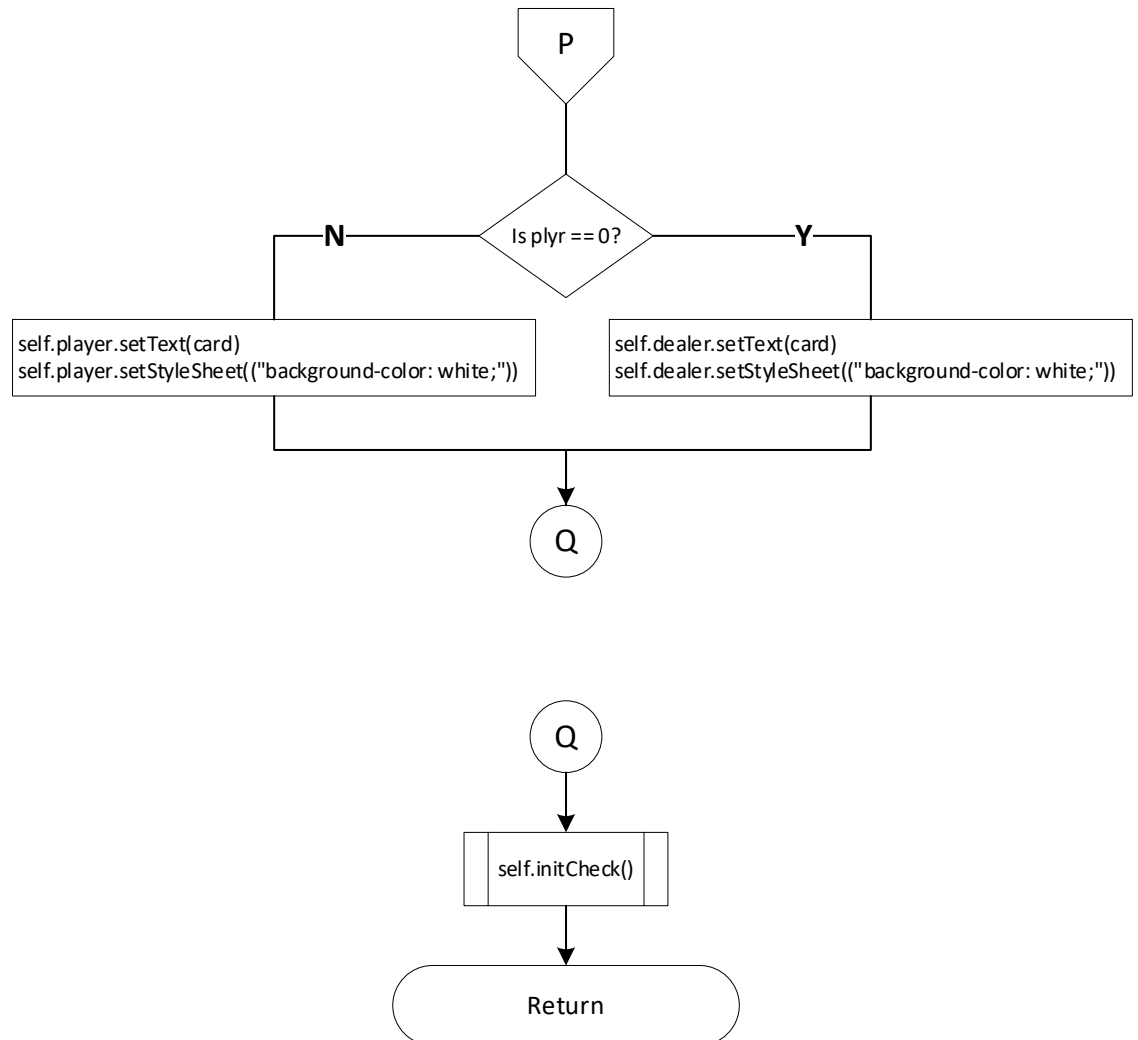 P
Is plyr == 0?
N
Y
self.player.setText(card)
self.player.setStyleSheet(("background-color: white;"))
self.dealer.setText(card)
self.dealer.setStyleSheet(("background-color: white;"))
Q
Q
self.initCheck()
Return